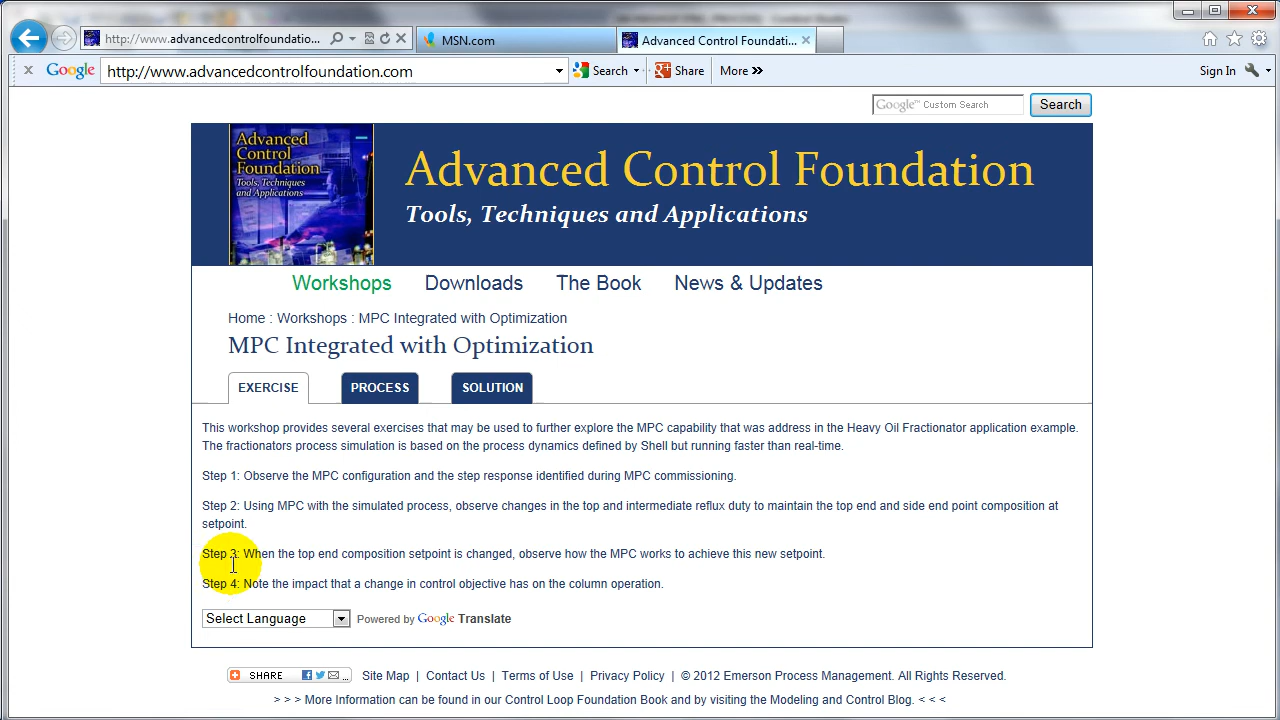 http://www.advancedcontrolfoundatio...
MSN.com
Advanced Control Foundati...
Google
http://www.advancedcontrolfoundation.com
Search
Share
More »
Sign In
Google™ Custom Search
Search
Advanced
Control
Foundation
Tools, Techniques
and Applications
Advanced Control Foundation
Tools, Techniques and Applications
Workshops
Downloads
The Book
News & Updates
Home : Workshops : MPC Integrated with Optimization
MPC Integrated with Optimization
EXERCISE
PROCESS
SOLUTION
This workshop provides several exercises that may be used to further explore the MPC capability that was address in the Heavy Oil Fractionator application example.
The fractionators process simulation is based on the process dynamics defined by Shell but running faster than real-time.
Step 1: Observe the MPC configuration and the step response identified during MPC commissioning.
Step 2: Using MPC with the simulated process, observe changes in the top and intermediate reflux duty to maintain the top end and side end point composition at
setpoint.
Step 3: When the top end composition setpoint is changed, observe how the MPC works to achieve this new setpoint.
Step 4: Note the impact that a change in control objective has on the column operation.
Select Language
Powered by Google Translate
SHARE
Site Map | Contact Us | Terms of Use | Privacy Policy | © 2012 Emerson Process Management. All Rights Reserved.
> > > More Information can be found in our Control Loop Foundation Book and by visiting the Modeling and Control Blog. < < <